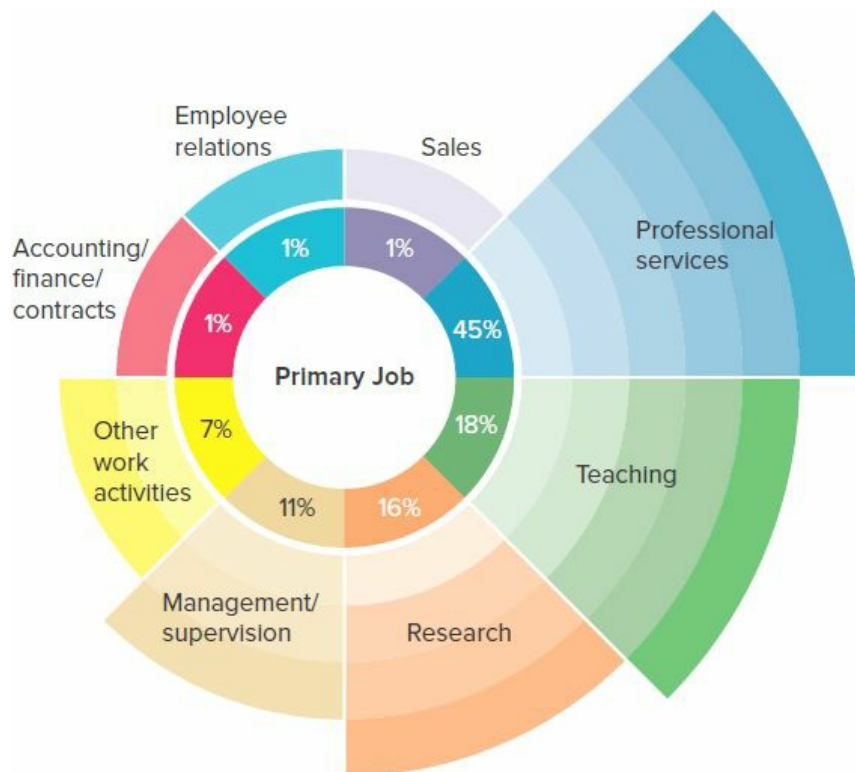 Employee
relations
Sales
Accounting/
finance/
contracts
Professional
services
1%
1%
1%
45%
Primary Job
7%
18%
Other
work
activities
Teaching
11%
16%
Management/
supervision
Research